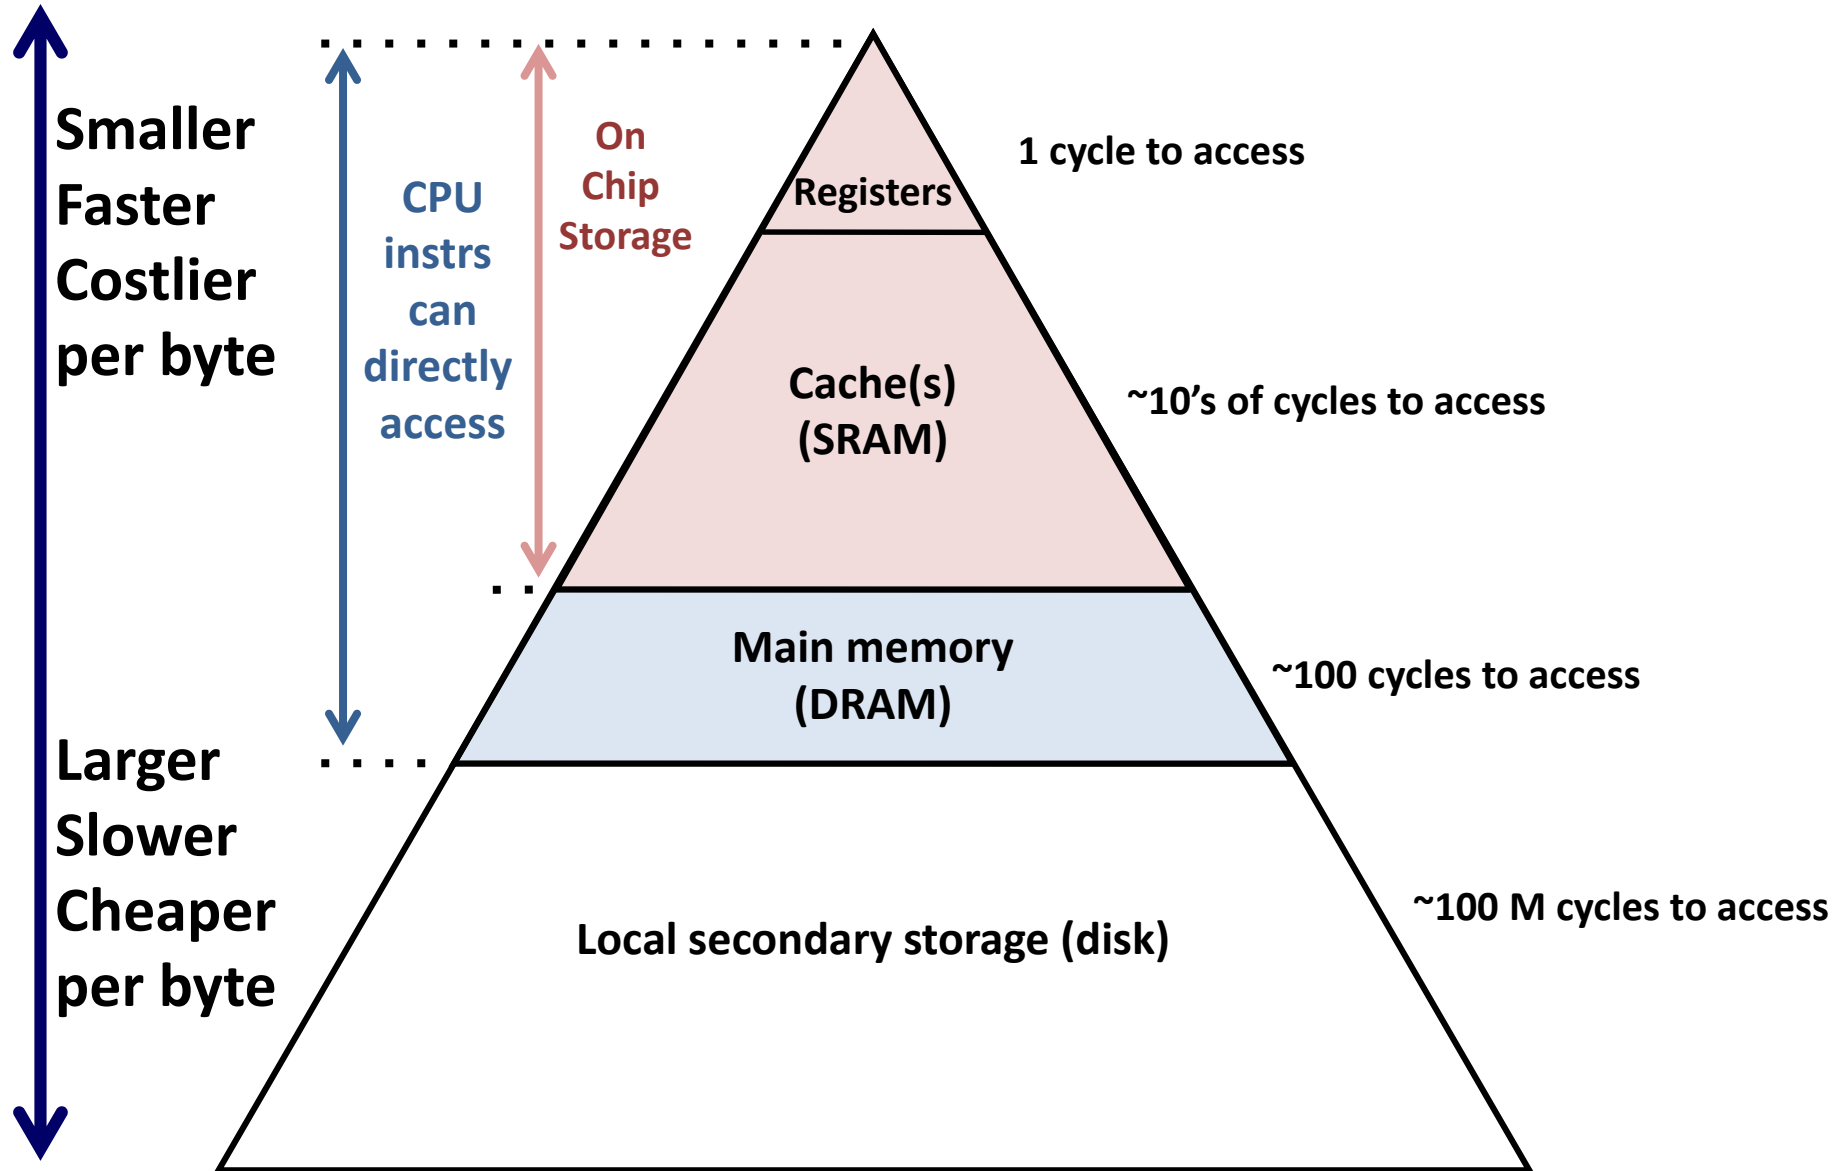 Smaller
Faster
Costlier
per byte
CPU
instrs
can
directly
access
On
Chip
Storage
Registers
1 cycle to access
Cache(s)
(SRAM)
~10’s of cycles to access
Main memory
(DRAM)
~100 cycles to access
Larger
Slower
Cheaper
per byte
Local secondary storage (disk)
~100 M cycles to access